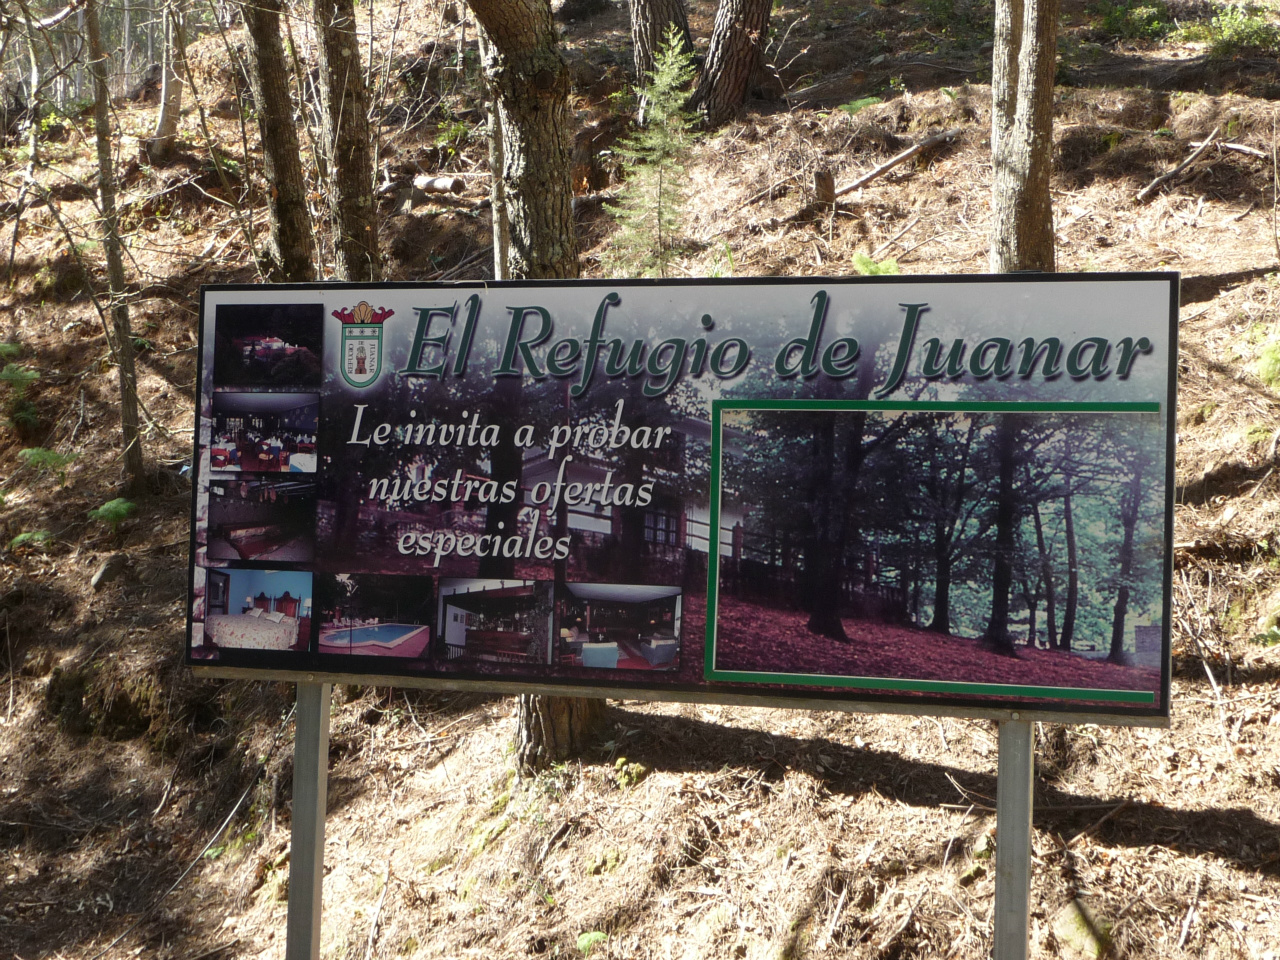 El Refugio de Juanar
Le invita a probar
nuestras ofertas
especiales